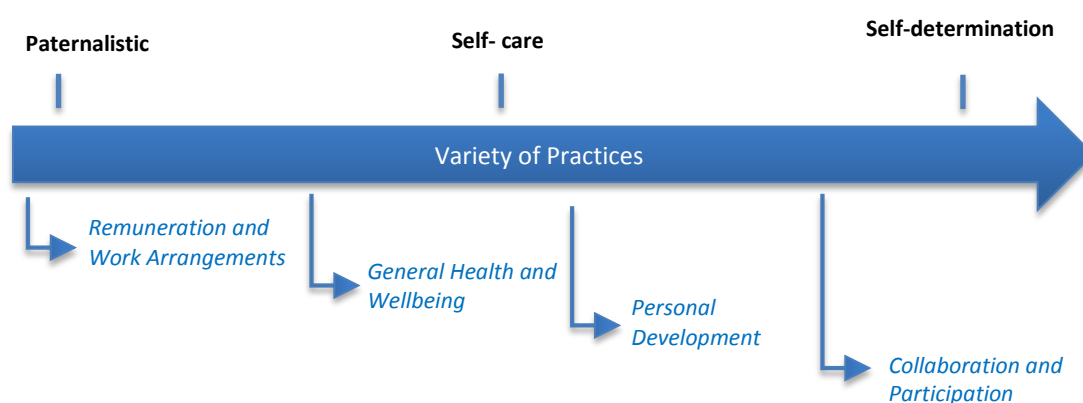 Paternalistic
Self- care
Self-determination
Variety of Practices
Remuneration and
Work Arrangements
General Health and
Wellbeing
Personal
Development
Collaboration and
Participation